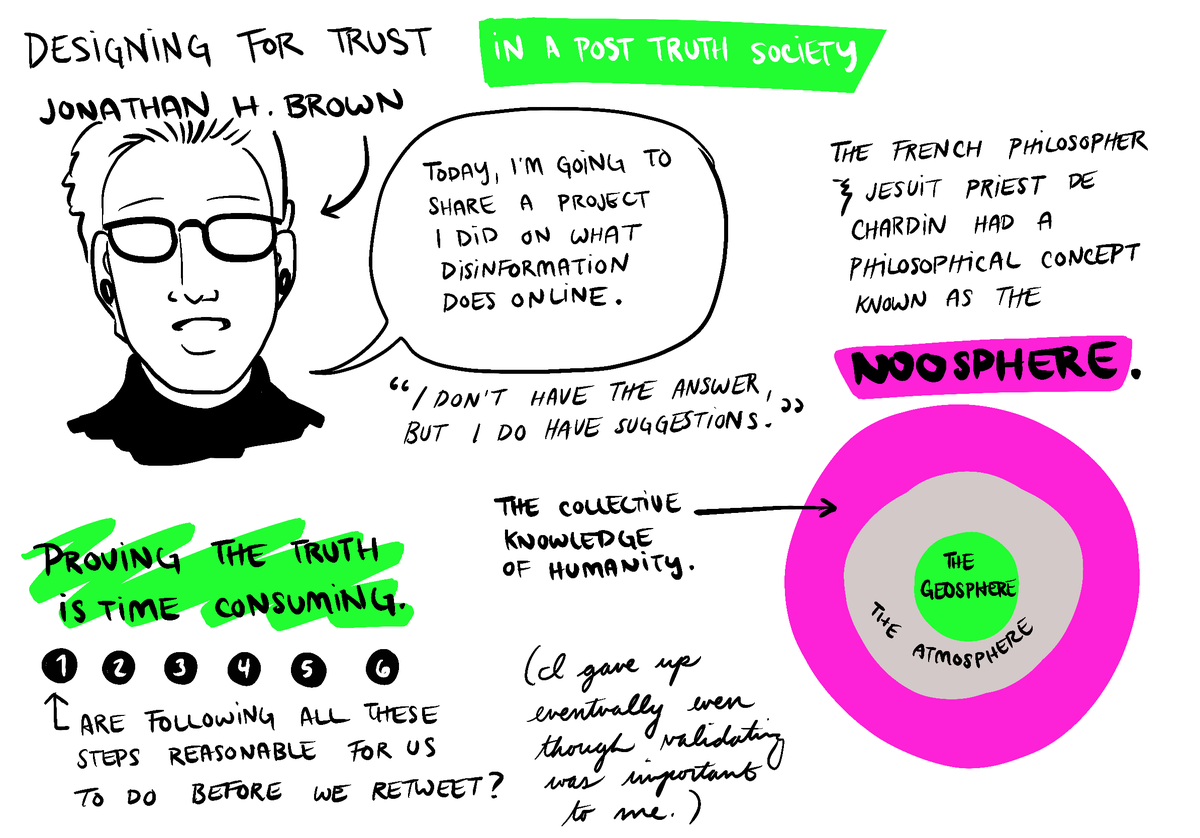 DESIGNING FOR TRUST
IN A POST TRUTH SOCIETY
JONATHAN H. BROWN
TODAY, I'M GOING TO
SHARE A PROJECT
I DID ON WHAT
DISINFORMATION
DOES ONLINE.
"I DON'T HAVE THE ANSWER,
BUT I DO HAVE SUGGESTIONS."
THE FRENCH PHILOSOPHER
& JESUIT PRIEST DE
CHARDIN HAD A
PHILOSOPHICAL CONCEPT
KNOWN AS THE
NOOSPHERE.
THE COLLECTIVE
KNOWLEDGE
OF HUMANITY.
THE
GEOSPHERE
THE ATMOSPHERE
PROVING THE TRUTH
IS TIME CONSUMING.
1 2 3 4 5 6
ARE FOLLOWING ALL THESE
STEPS REASONABLE FOR US
TO DO BEFORE WE RETWEET?
(I gave up
eventually even
though validating
was important
to me.)